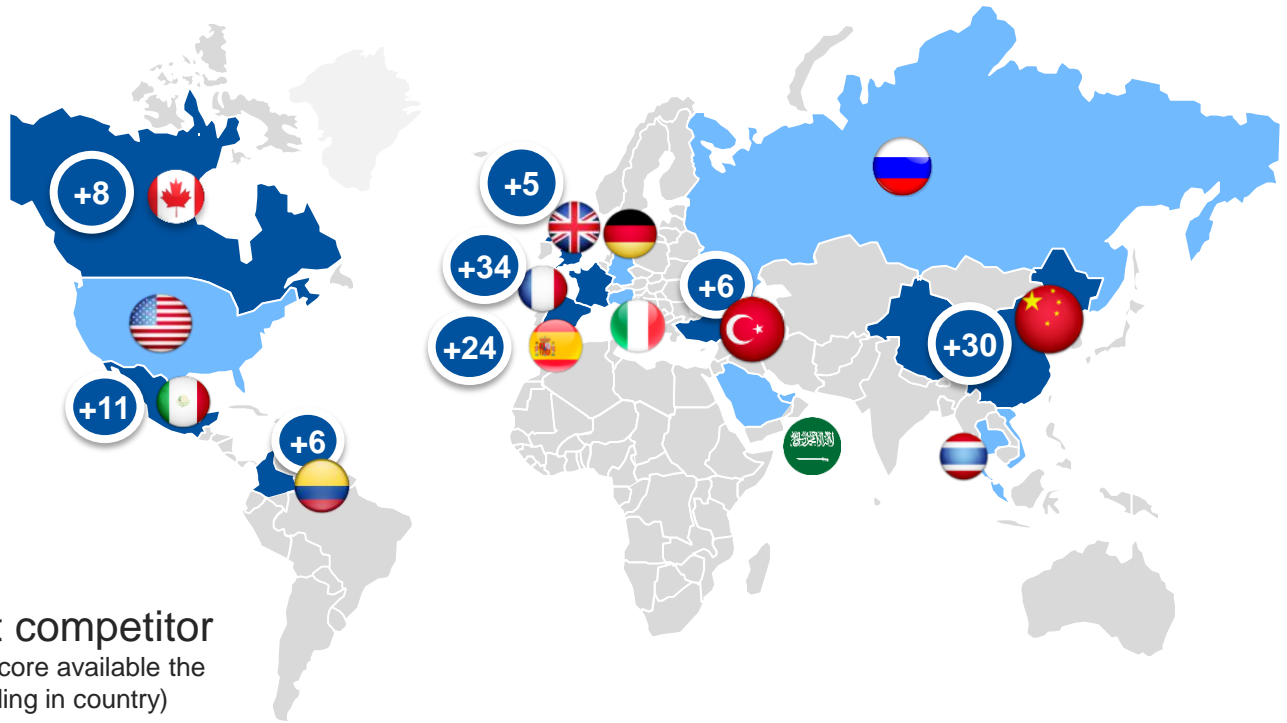 +5
+8
+34
+6
+24
+30
+11
+6
: competitor
core available the
ling in country)